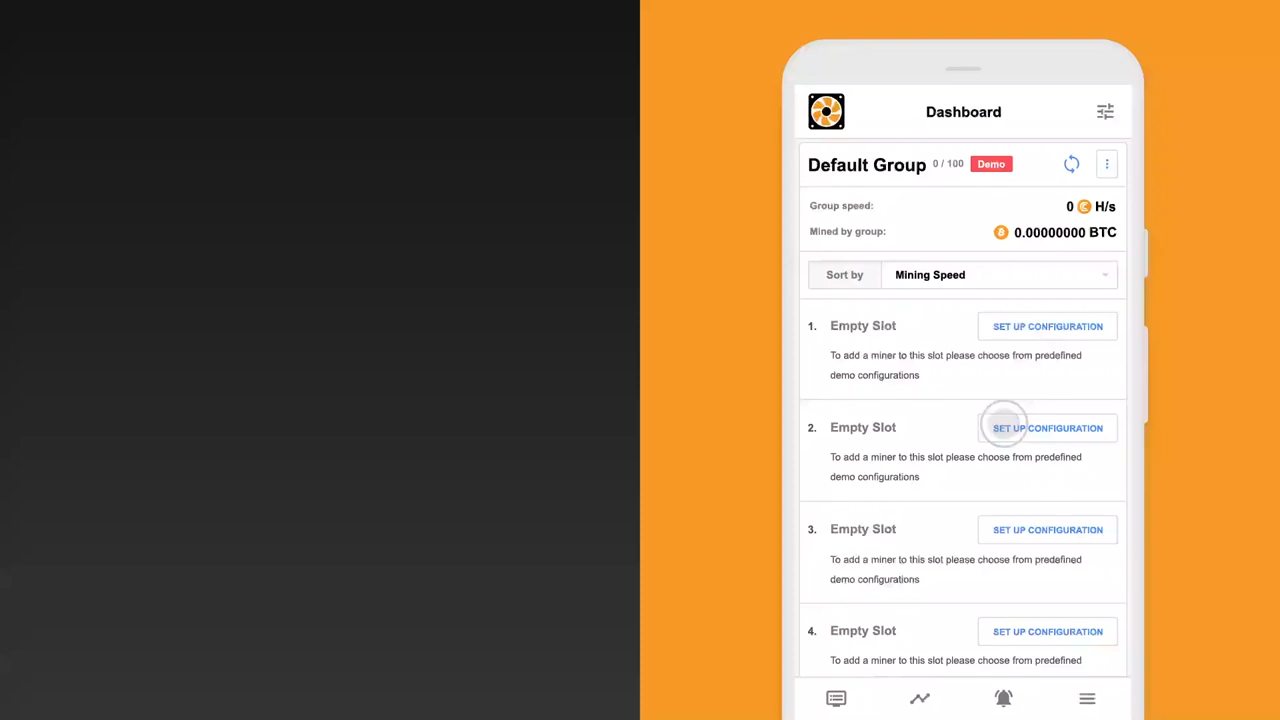 Dashboard
Default Group 0 / 100 Demo
Group speed: 0 H/s
Mined by group: 0.00000000 BTC
Sort by Mining Speed
1. Empty Slot SET UP CONFIGURATION
To add a miner to this slot please choose from predefined
demo configurations
2. Empty Slot SET UP CONFIGURATION
To add a miner to this slot please choose from predefined
demo configurations
3. Empty Slot SET UP CONFIGURATION
To add a miner to this slot please choose from predefined
demo configurations
4. Empty Slot SET UP CONFIGURATION
To add a miner to this slot please choose from predefined